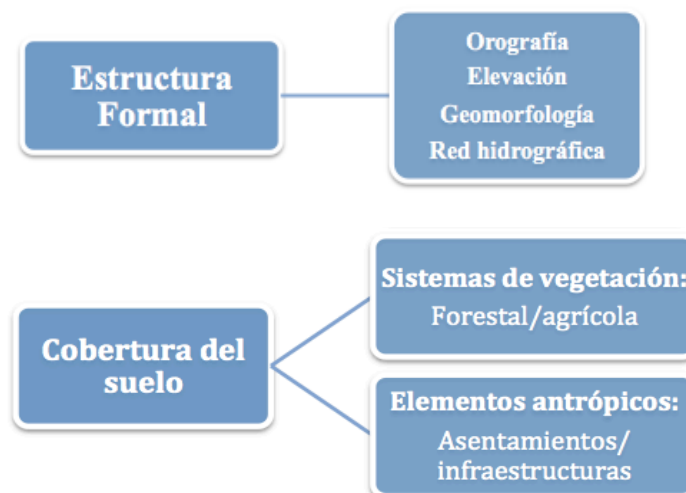 Estructura
Formal
Orografía
Elevación
Geomorfología
Red hidrográfica
Cobertura del
suelo
Sistemas de vegetación:
Forestal/agrícola
Elementos antrópicos:
Asentamientos/
infraestructuras